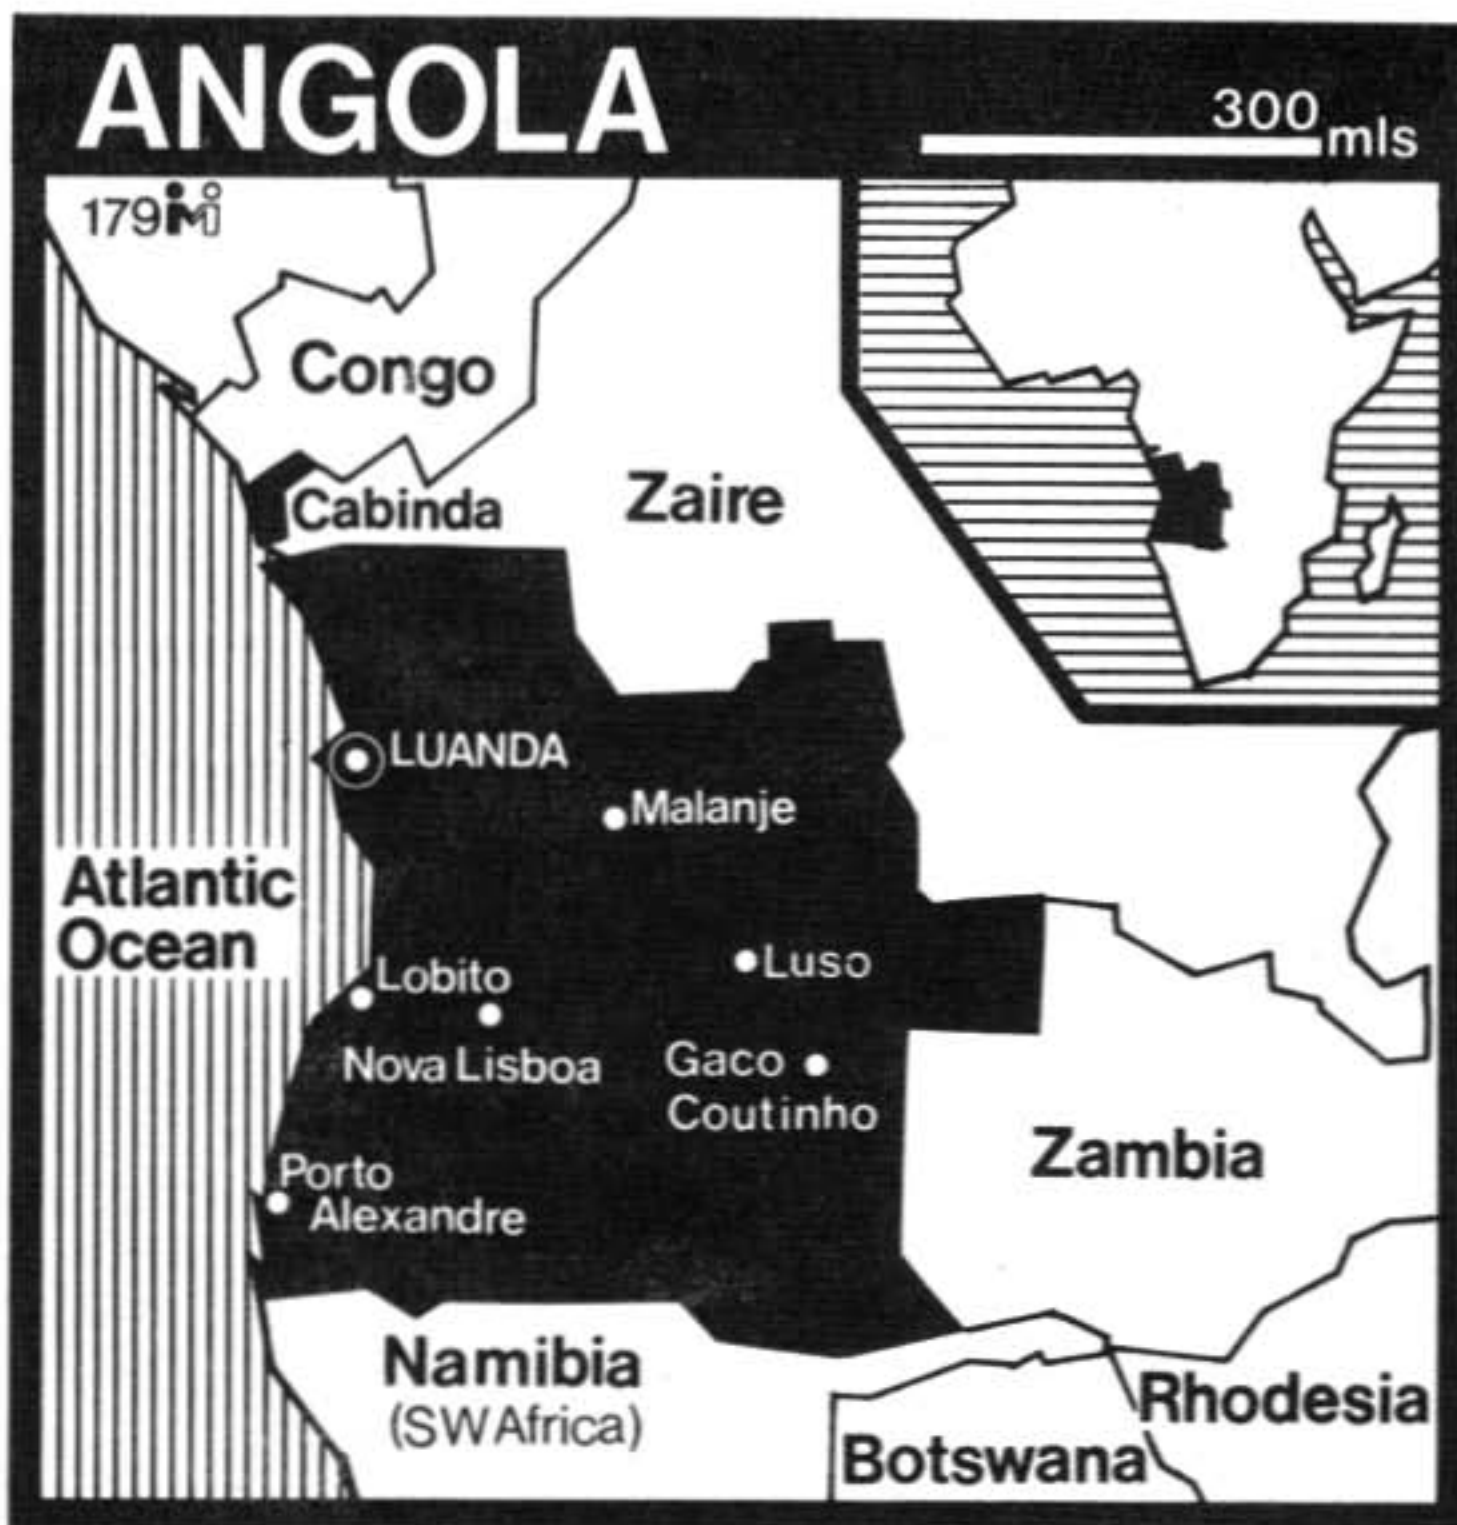 ANGOLA
300 mls
179
Congo
Cabinda
Zaire
LUANDA
Malanje
Atlantic
Ocean
Lobito
Luso
Nova Lisboa
Gaco
Coutinho
Porto
Alexandre
Zambia
Namibia
(SW Africa)
Rhodesia
Botswana